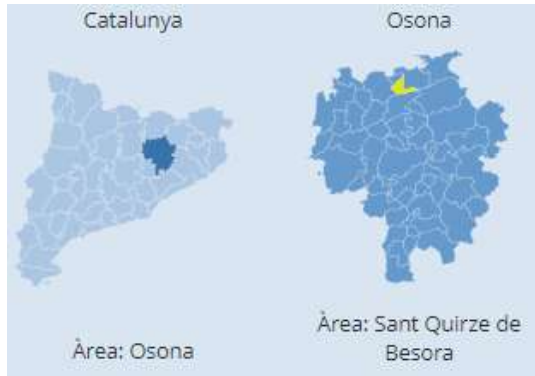 Catalunya
Osona
Àrea: Osona
Àrea: Sant Quirze de
Besora